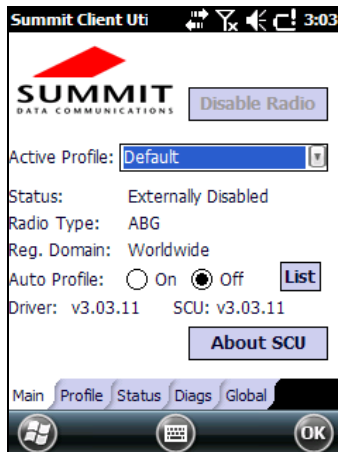 Summit Client Uti 3:03
SUMMIT
DATA COMMUNICATIONS
Disable Radio
Active Profile: Default
Status: Externally Disabled
Radio Type: ABG
Reg. Domain: Worldwide
Auto Profile: On Off List
Driver: v3.03.11 SCU: v3.03.11
About SCU
Main Profile Status Diags Global
OK